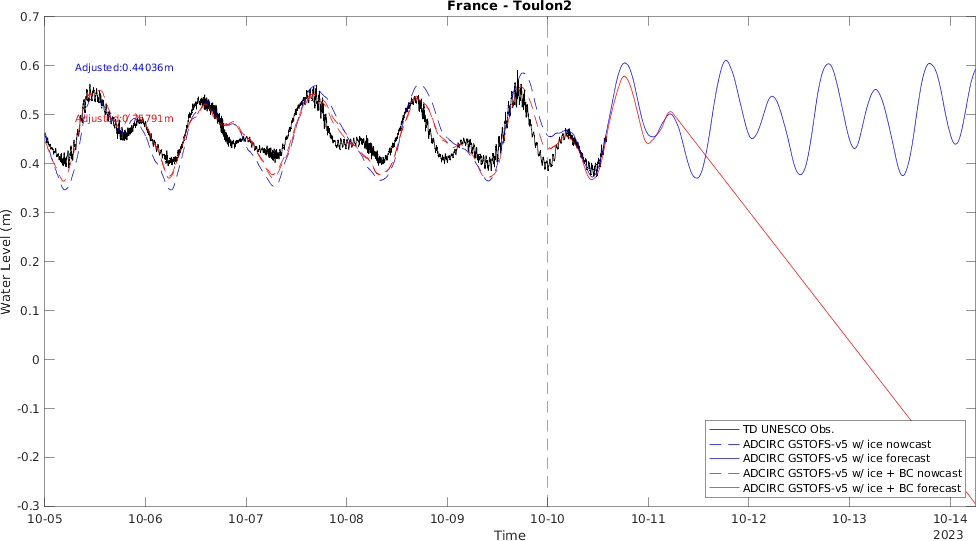 France - Toulon2
0.7
0.6
0.5
0.4
0.3
0.2
0.1
0
-0.1
-0.2
-0.3
Water Level (m)
Adjusted:0.44036m
TD UNESCO Obs.
ADCIRC GSTOFS-v5 w/ ice nowcast
ADCIRC GSTOFS-v5 w/ ice forecast
ADCIRC GSTOFS-v5 w/ ice + BC nowcast
ADCIRC GSTOFS-v5 w/ ice + BC forecast
10-05 10-06 10-07 10-08 10-09 10-10 10-11 10-12 10-13 10-14
2023
Time